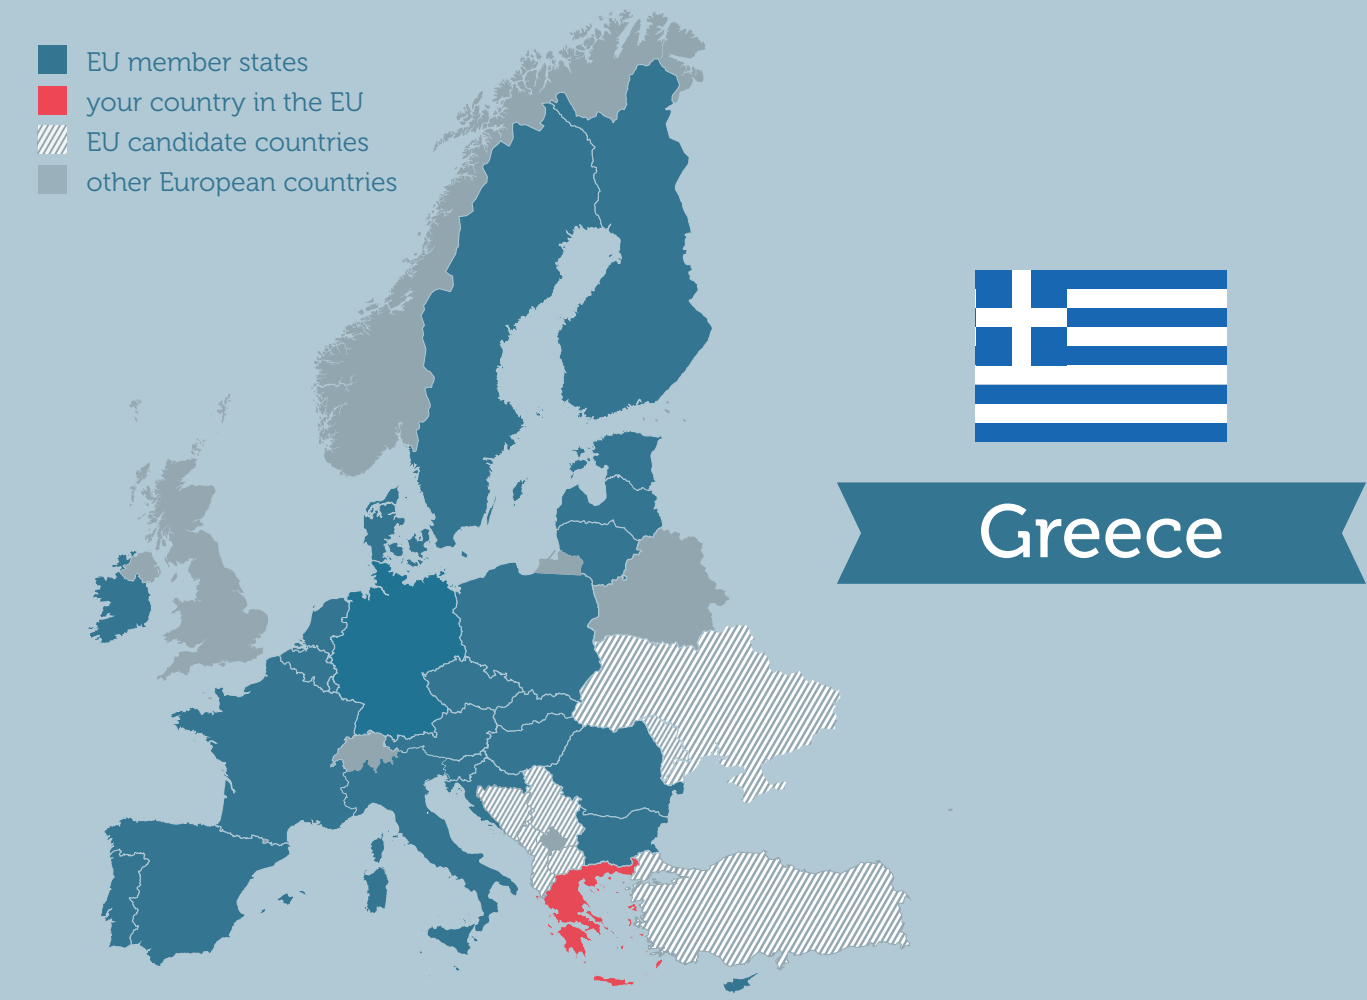 EU member states
your country in the EU
EU candidate countries
other European countries
Greece